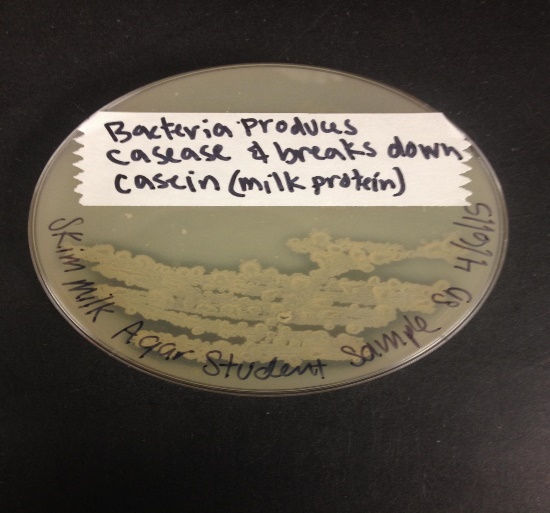 Bacteria Produces
casease & breaks down
casein (milk protein)
Skim Milk Agar Student Sample SD 4/6/15